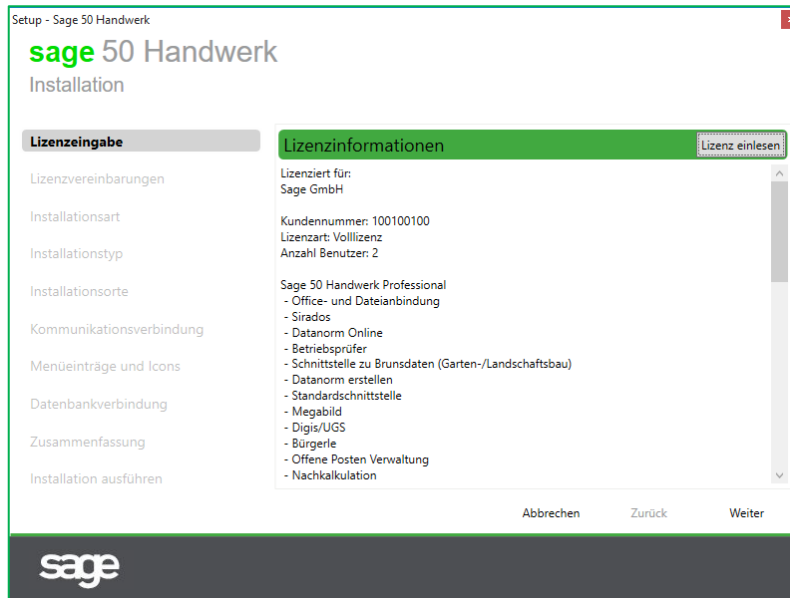 Setup - Sage 50 Handwerk
sage 50 Handwerk
Installation
Lizenzeingabe
Lizenzvereinbarungen
Installationsart
Installationstyp
Installationsorte
Kommunikationsverbindung
Menüeinträge und Icons
Datenbankverbindung
Zusammenfassung
Installation ausführen
Lizenzinformationen
Lizenz einlesen
Lizenziert für:
Sage GmbH
Kundennummer: 100100100
Lizenzart: Volllizenz
Anzahl Benutzer: 2
Sage 50 Handwerk Professional
- Office- und Dateianbindung
- Sirados
- Datanorm Online
- Betriebsprüfer
- Schnittstelle zu Brunsdaten (Garten-/Landschaftsbau)
- Datanorm erstellen
- Standardschnittstelle
- Megabild
- Digis/UGS
- Bürgerle
- Offene Posten Verwaltung
- Nachkalkulation
Abbrechen
Zurück
Weiter
sage